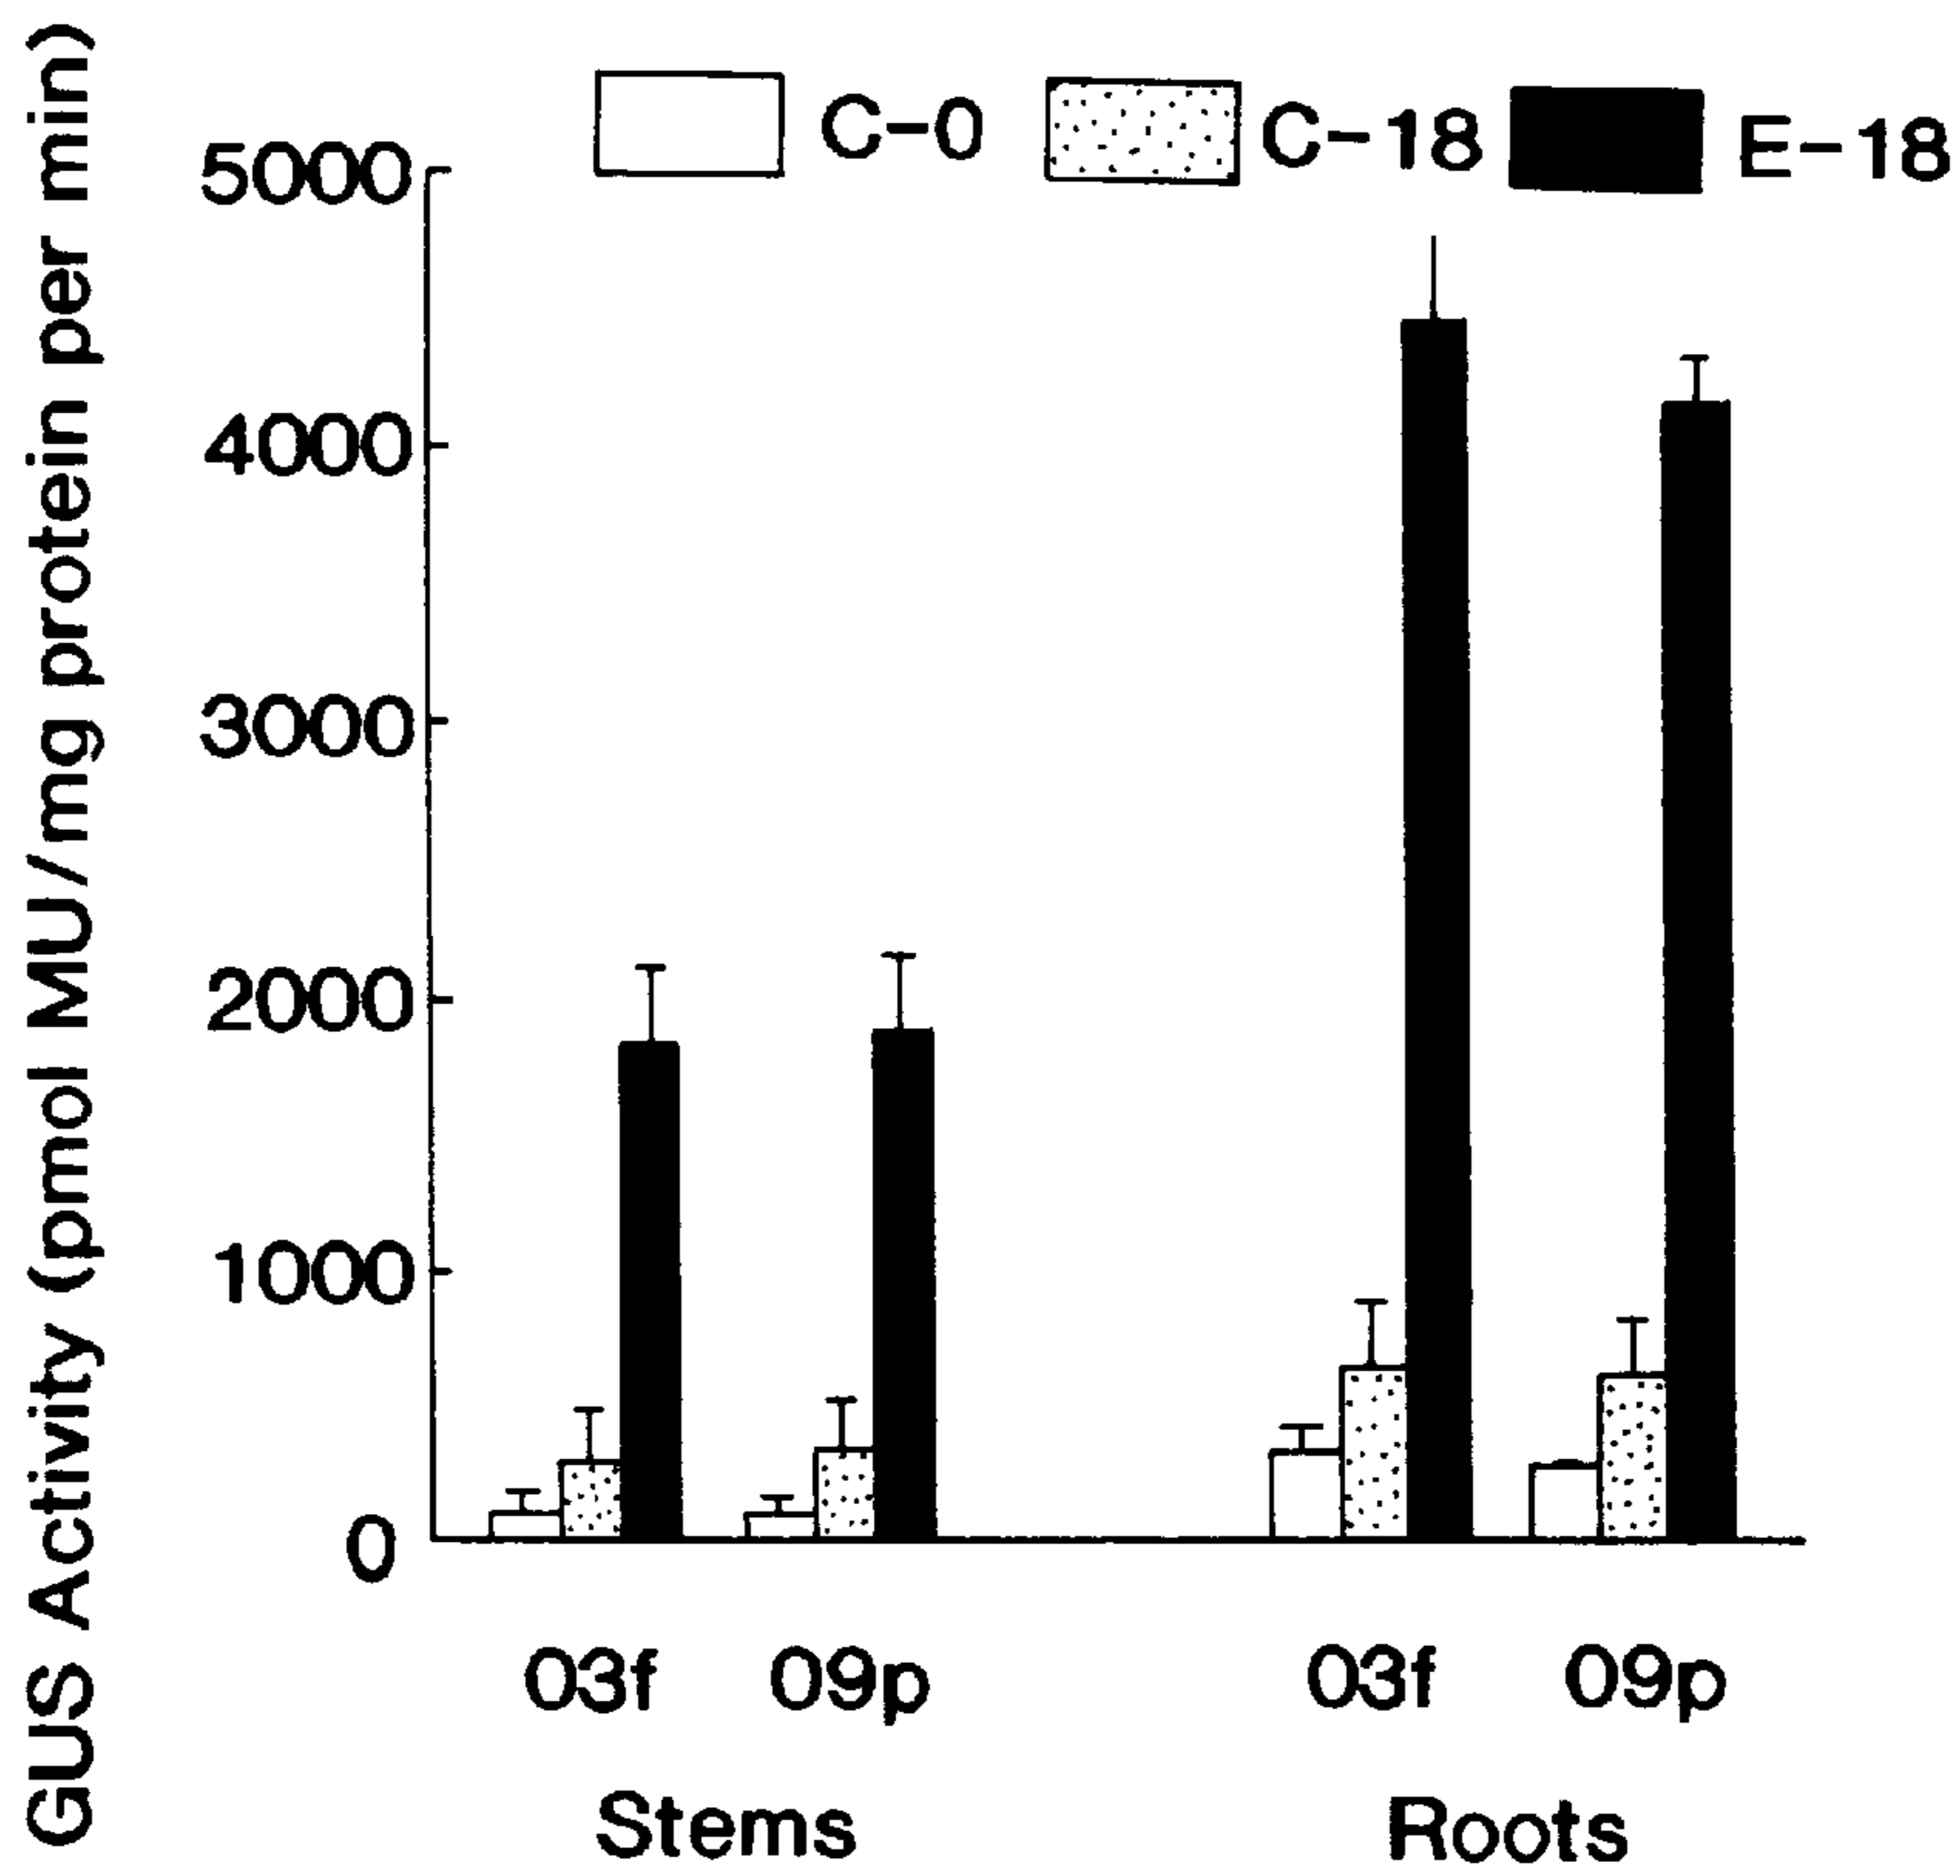 GUS Activity (pmol MU/mg protein per min)
C-0 C-18 E-18
5000
4000
3000
2000
1000
0
03f 09p 03f 09p
Stems Roots